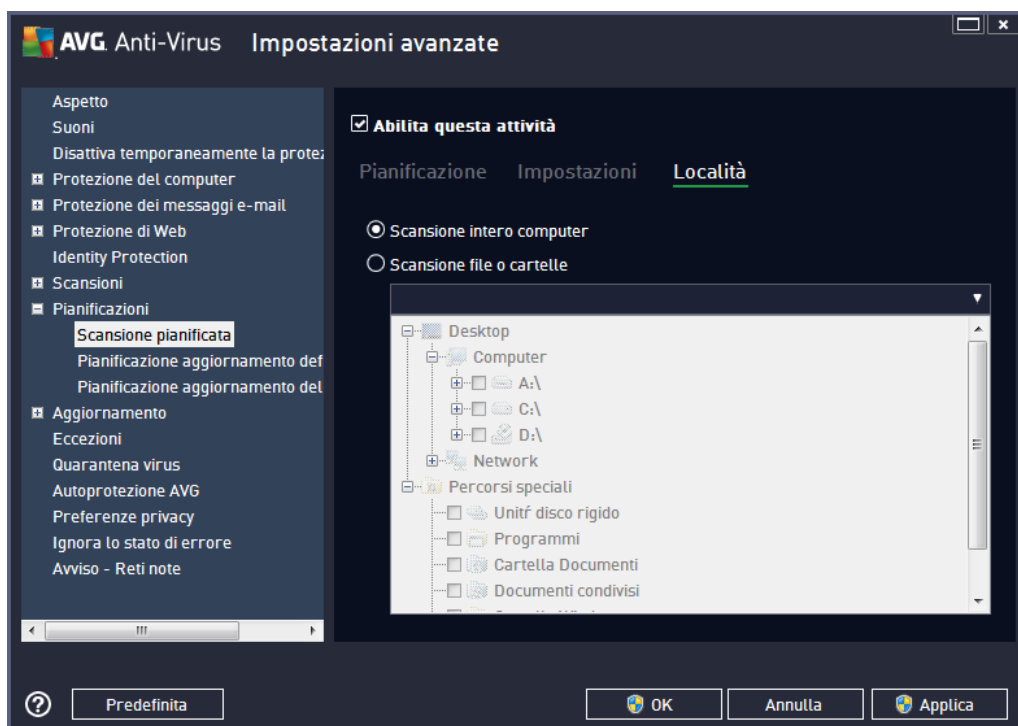 AVG. Anti-Virus Impostazioni avanzate
Aspetto
Suoni
Disattiva temporaneamente la protez
Protezione del computer
Protezione dei messaggi e-mail
Protezione di Web
Identity Protection
Scansioni
Pianificazioni
Scansione pianificata
Pianificazione aggiornamento def
Pianificazione aggiornamento del
Aggiornamento
Eccezioni
Quarantena virus
Autoprotezione AVG
Preferenze privacy
Ignora lo stato di errore
Avviso - Reti note
Abilita questa attività
Pianificazione Impostazioni Località
Scansione intero computer
Scansione file o cartelle
Desktop
Computer
A:\
C:\
D:\
Network
Percorsi speciali
Unitŕ disco rigido
Programmi
Cartella Documenti
Documenti condivisi
Predefinita
OK
Annulla
Applica